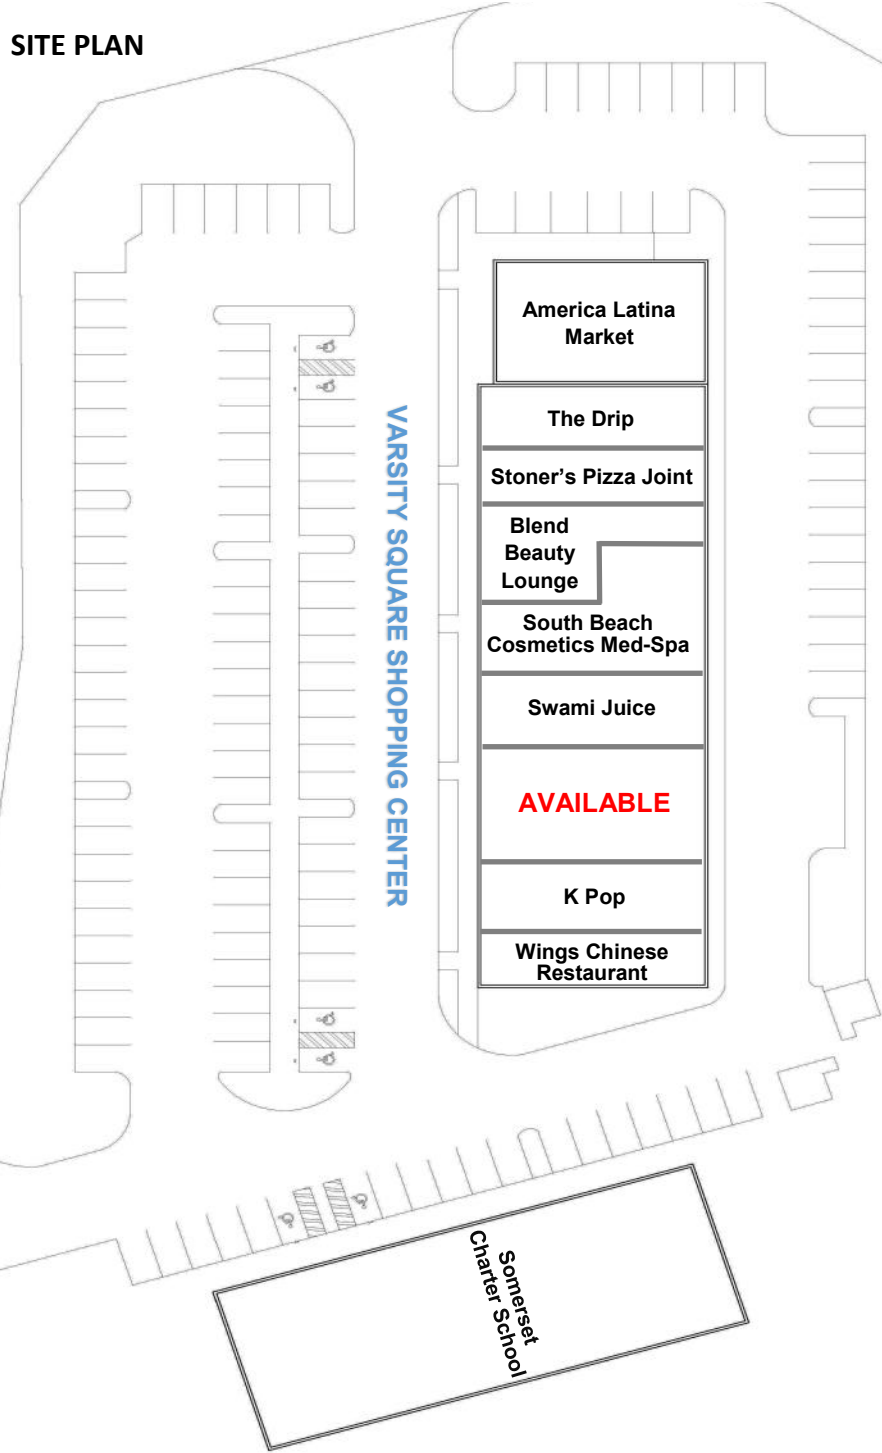 SITE PLAN
America Latina
Market
The Drip
Stoner’s Pizza Joint
Blend
Beauty
Lounge
South Beach
Cosmetics Med-Spa
Swami Juice
AVAILABLE
K Pop
Wings Chinese
Restaurant
VARSITY SQUARE SHOPPING CENTER
Somerset
Charter School